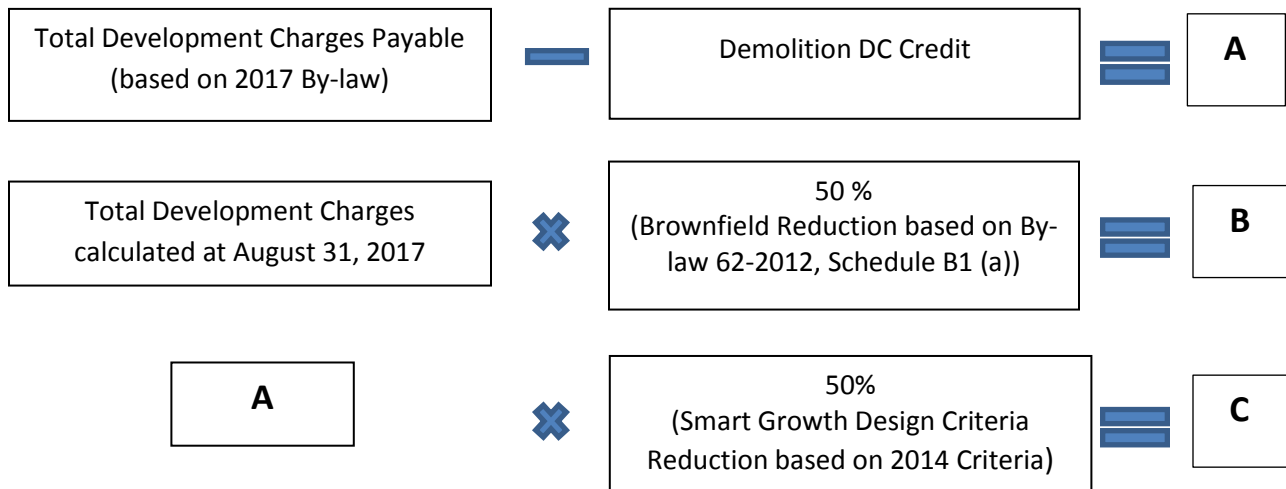 Total Development Charges Payable
(based on 2017 By-law)
Demolition DC Credit
A
Total Development Charges
calculated at August 31, 2017
50 %
(Brownfield Reduction based on By-
law 62-2012, Schedule B1 (a))
B
A
50%
(Smart Growth Design Criteria
Reduction based on 2014 Criteria)
C